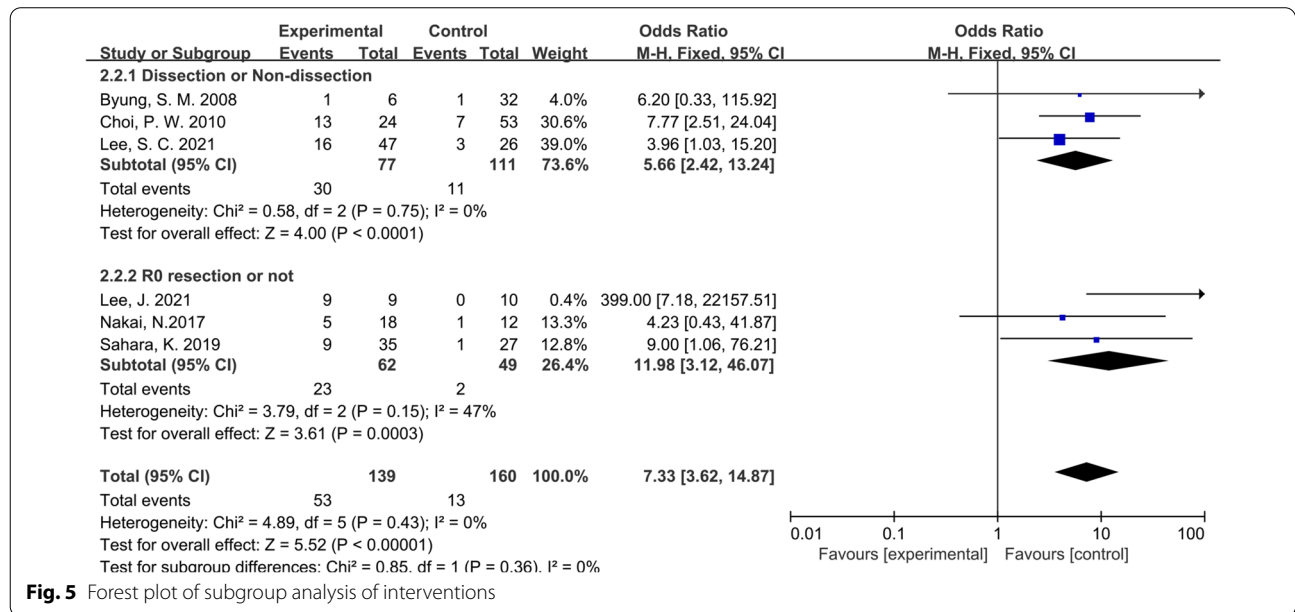 Experimental Control Odds Ratio Odds Ratio
Study or Subgroup Events Total Events Total Weight M-H, Fixed, 95% CI M-H, Fixed, 95% CI
2.2.1 Dissection or Non-dissection
Byung, S. M. 2008 1 6 1 32 4.0% 6.20 [0.33, 115.92]
Choi, P. W. 2010 13 24 7 53 30.6% 7.77 [2.51, 24.04]
Lee, S. C. 2021 16 47 3 26 39.0% 3.96 [1.03, 15.20]
Subtotal (95% CI) 77 111 73.6% 5.66 [2.42, 13.24]
Total events 30 11
Heterogeneity: Chi² = 0.58, df = 2 (P = 0.75); I² = 0%
Test for overall effect: Z = 4.00 (P < 0.0001)
2.2.2 R0 resection or not
Lee, J. 2021 9 9 0 10 0.4% 399.00 [7.18, 22157.51]
Nakai, N.2017 5 18 1 12 13.3% 4.23 [0.43, 41.87]
Sahara, K. 2019 9 35 1 27 12.8% 9.00 [1.06, 76.21]
Subtotal (95% CI) 62 49 26.4% 11.98 [3.12, 46.07]
Total events 23 2
Heterogeneity: Chi² = 3.79, df = 2 (P = 0.15); I² = 47%
Test for overall effect: Z = 3.61 (P = 0.0003)
Total (95% CI) 139 160 100.0% 7.33 [3.62, 14.87]
Total events 53 13
Heterogeneity: Chi² = 4.89, df = 5 (P = 0.43); I² = 0%
Test for overall effect: Z = 5.52 (P < 0.00001)
Test for subgroup differences: Chi² = 0.85, df = 1 (P = 0.36), I² = 0%
0.01 0.1 1 10 100
Favours [experimental] Favours [control]
Fig. 5 Forest plot of subgroup analysis of interventions